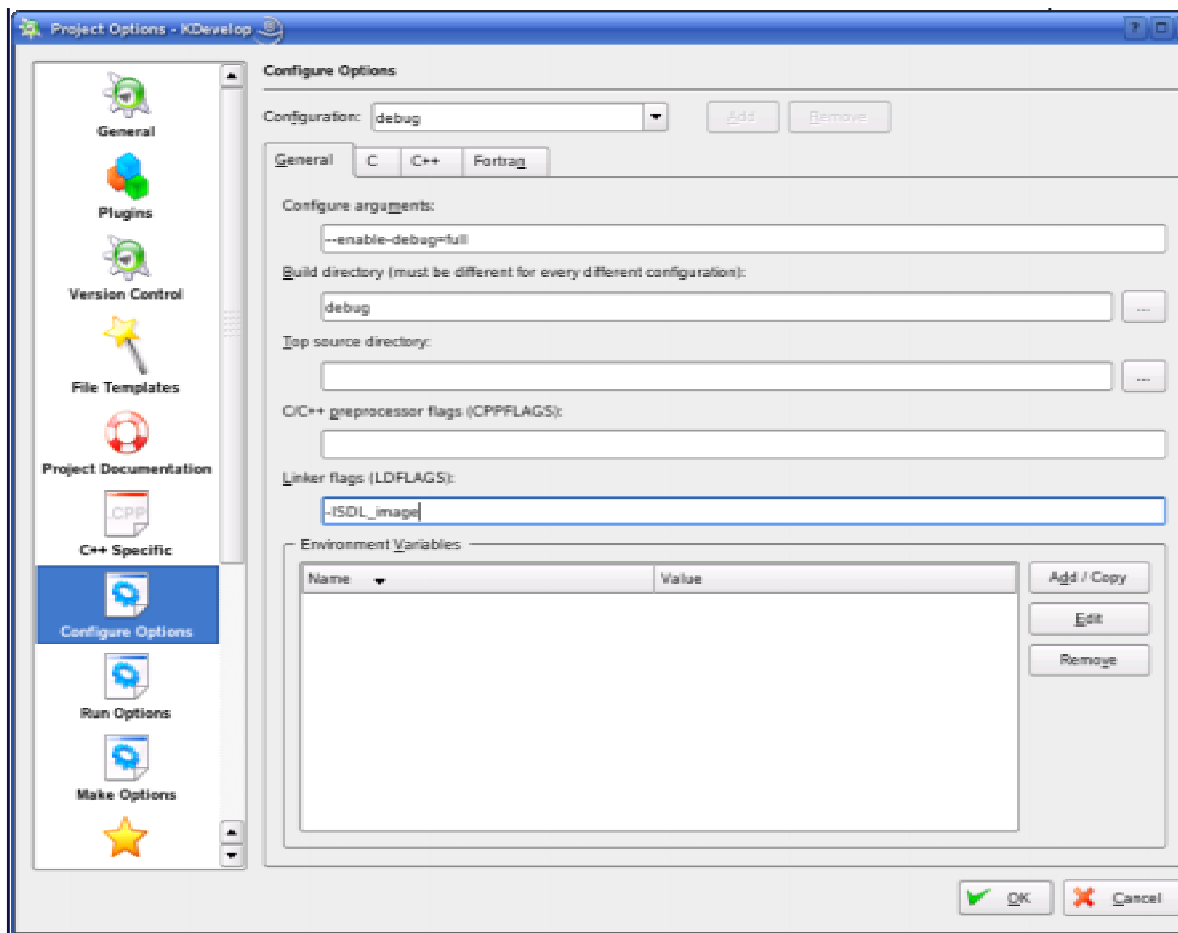 Project Options - KDevelop
?
General
Plugins
Version Control
File Templates
Project Documentation
.CPP
C++ Specific
Configure Options
Run Options
Make Options
Configure Options
Configuration: debug Add Remove
General C C++ Fortran
Configure arguments:
--enable-debug=full
Build directory (must be different for every different configuration):
debug ...
Top source directory:
...
C/C++ preprocessor flags (CPPFLAGS):
Linker flags (LDFLAGS):
-lSDL_image
Environment Variables
Name Value
Add / Copy
Edit
Remove
OK Cancel